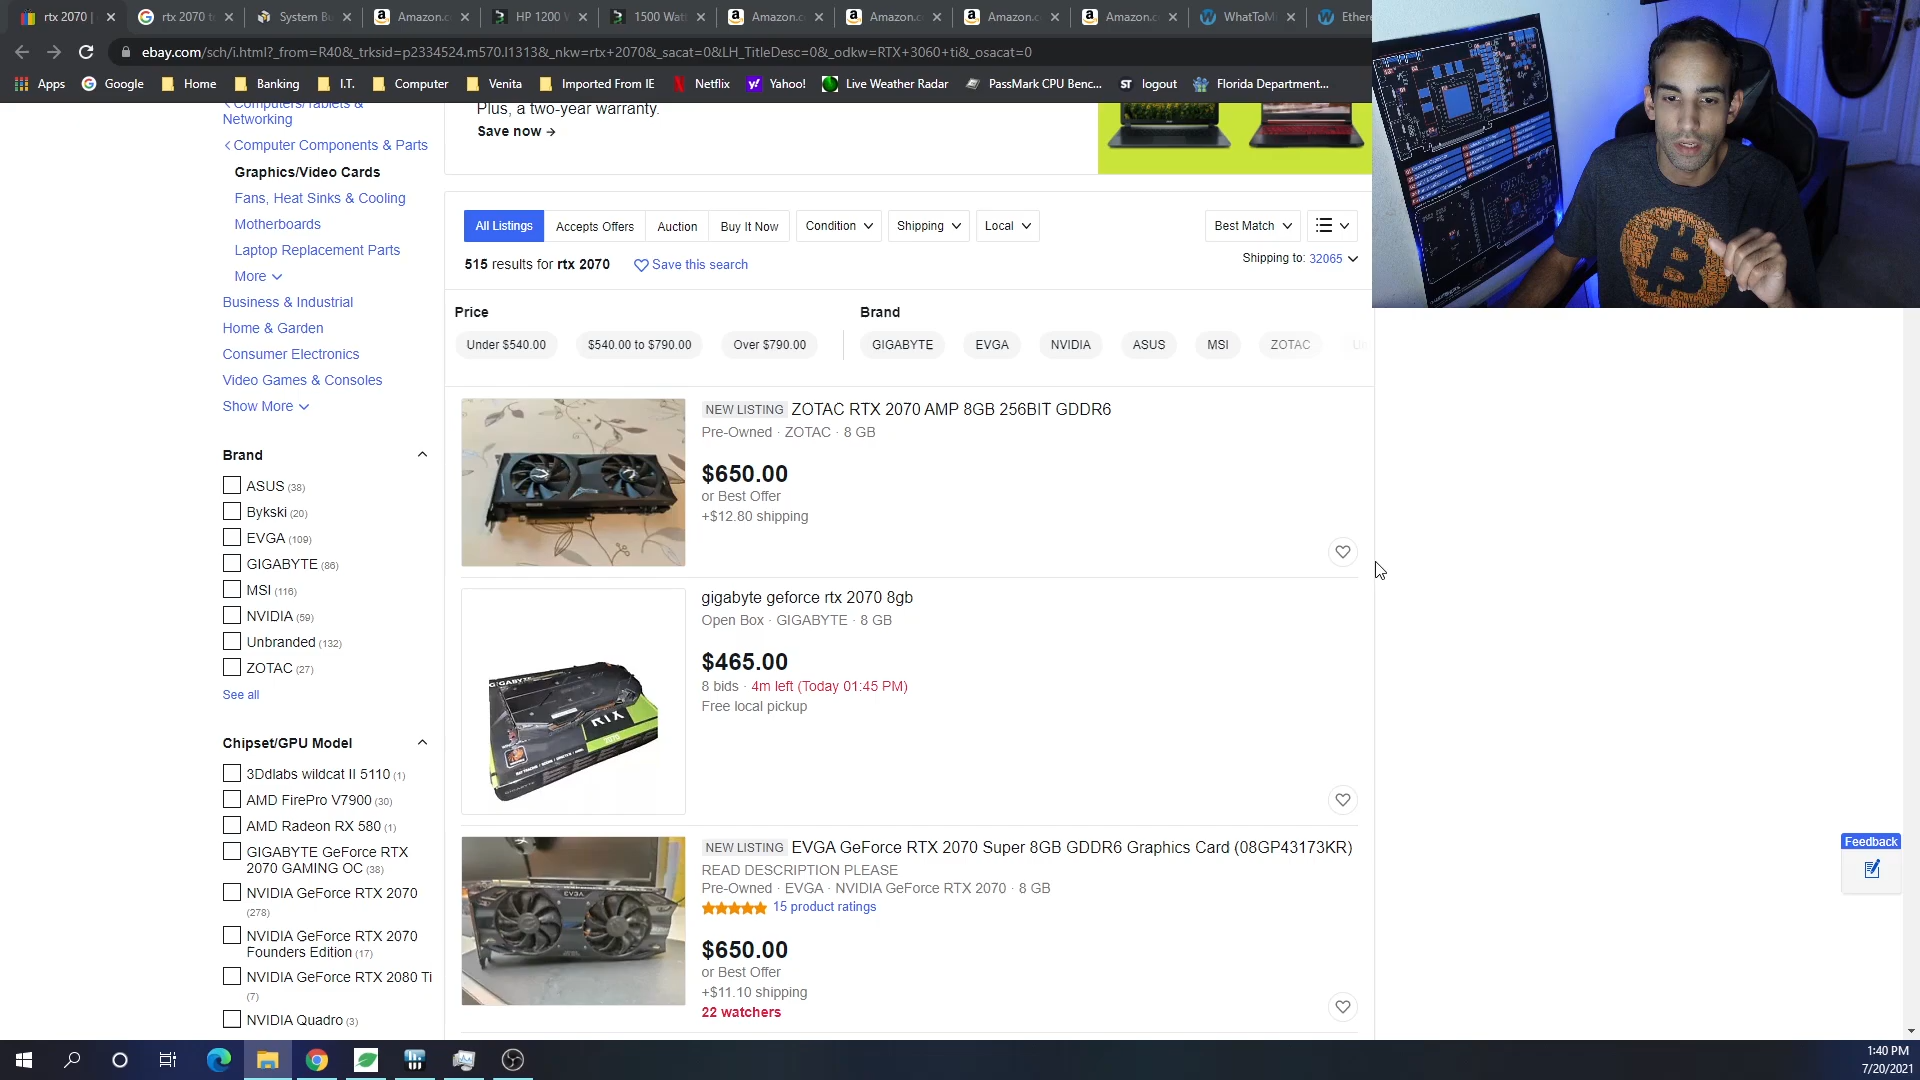 rtx 2070 |
rtx 2070 ti
System Bu
Amazon.c
HP 1200 W
1500 Wat
Amazon.c
Amazon.c
Amazon.c
Amazon.c
WhatToMi
Ethere
ebay.com/sch/i.html?_from=R40&_trksid=p2334524.m570.l1313&_nkw=rtx+2070&_sacat=0&LH_TitleDesc=0&_odkw=RTX+3060+ti&_osacat=0
Apps
Google
Home
Banking
I.T.
Computer
Venita
Imported From IE
Netflix
Yahoo!
Live Weather Radar
PassMark CPU Benc...
ST logout
Florida Department...
Computers/Tablets &
Networking
Computer Components & Parts
Graphics/Video Cards
Fans, Heat Sinks & Cooling
Motherboards
Laptop Replacement Parts
More
Business & Industrial
Home & Garden
Consumer Electronics
Video Games & Consoles
Show More
Brand
ASUS (38)
Bykski (20)
EVGA (109)
GIGABYTE (86)
MSI (116)
NVIDIA (59)
Unbranded (132)
ZOTAC (27)
See all
Chipset/GPU Model
3Ddlabs wildcat II 5110 (1)
AMD FirePro V7900 (30)
AMD Radeon RX 580 (1)
GIGABYTE GeForce RTX
2070 GAMING OC (38)
NVIDIA GeForce RTX 2070
(278)
NVIDIA GeForce RTX 2070
Founders Edition (17)
NVIDIA GeForce RTX 2080 Ti
(7)
NVIDIA Quadro (3)
Plus, a two-year warranty.
Save now →
All Listings
Accepts Offers
Auction
Buy It Now
Condition
Shipping
Local
Best Match
515 results for rtx 2070
Save this search
Shipping to: 32065
Price
Under $540.00
$540.00 to $790.00
Over $790.00
Brand
GIGABYTE
EVGA
NVIDIA
ASUS
MSI
ZOTAC
NEW LISTING ZOTAC RTX 2070 AMP 8GB 256BIT GDDR6
Pre-Owned · ZOTAC · 8 GB
$650.00
or Best Offer
+$12.80 shipping
GIGABYTE
RTX
2070
gigabyte geforce rtx 2070 8gb
Open Box · GIGABYTE · 8 GB
$465.00
8 bids · 4m left (Today 01:45 PM)
Free local pickup
EVGA
NEW LISTING EVGA GeForce RTX 2070 Super 8GB GDDR6 Graphics Card (08GP43173KR)
READ DESCRIPTION PLEASE
Pre-Owned · EVGA · NVIDIA GeForce RTX 2070 · 8 GB
15 product ratings
$650.00
or Best Offer
+$11.10 shipping
22 watchers
Feedback
1:40 PM
7/20/2021